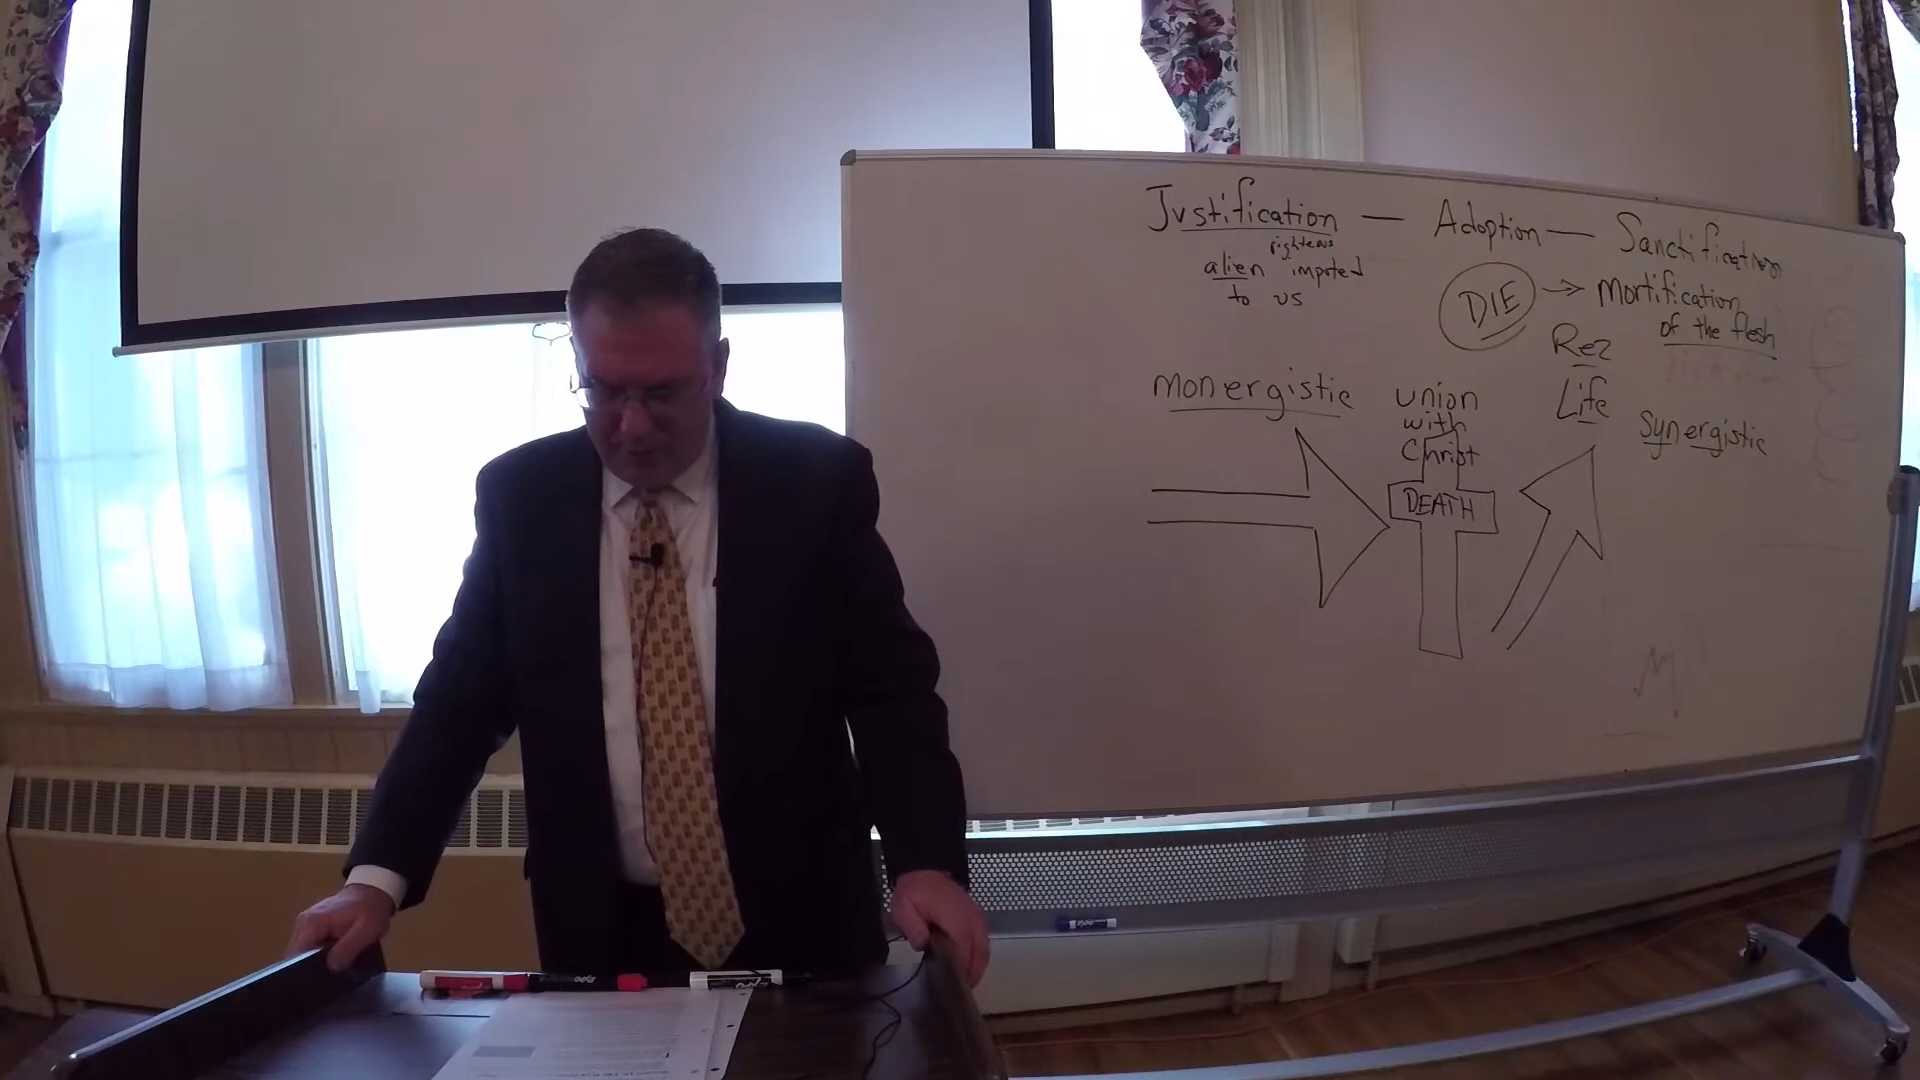 Justification — Adoption — Sanctification
righteous
alien imputed
to us
DIE → Mortification
of the flesh
Rez
Life
monergistic
union
with
Christ
synergistic
DEATH